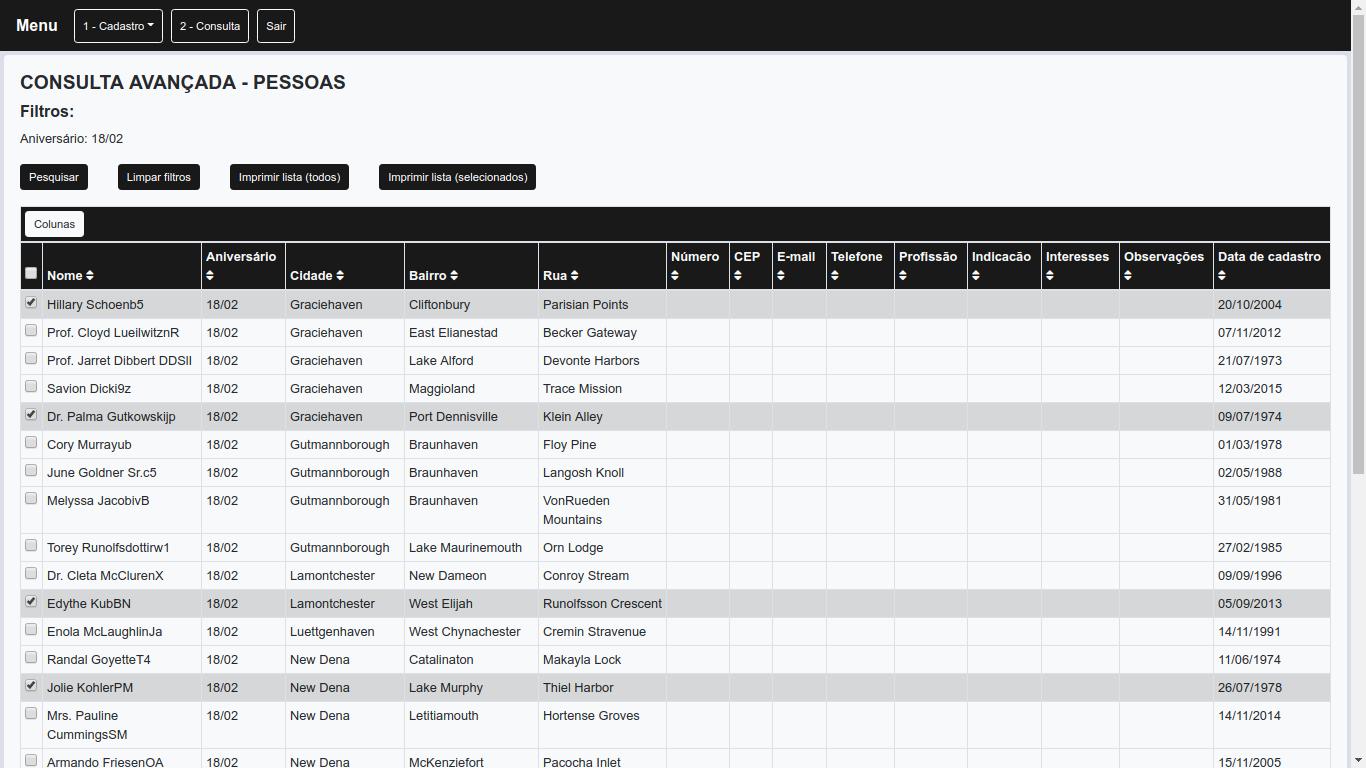 Menu 1 - Cadastro 2 - Consulta Sair
CONSULTA AVANÇADA - PESSOAS
Filtros:
Aniversário: 18/02
Pesquisar Limpar filtros Imprimir lista (todos) Imprimir lista (selecionados)
Colunas
Nome Aniversário Cidade Bairro Rua Número CEP E-mail Telefone Profissão Indicacão Interesses Observações Data de cadastro
Hillary Schoenb5 18/02 Graciehaven Cliftonbury Parisian Points 20/10/2004
Prof. Cloyd LueilwitznR 18/02 Graciehaven East Elianestad Becker Gateway 07/11/2012
Prof. Jarret Dibbert DDSlI 18/02 Graciehaven Lake Alford Devonte Harbors 21/07/1973
Savion Dicki9z 18/02 Graciehaven Maggioland Trace Mission 12/03/2015
Dr. Palma Gutkowskijp 18/02 Graciehaven Port Dennisville Klein Alley 09/07/1974
Cory Murrayub 18/02 Gutmannborough Braunhaven Floy Pine 01/03/1978
June Goldner Sr.c5 18/02 Gutmannborough Braunhaven Langosh Knoll 02/05/1988
Melyssa JacobivB 18/02 Gutmannborough Braunhaven VonRueden 31/05/1981
Mountains
Torey Runolfsdottirw1 18/02 Gutmannborough Lake Maurinemouth Orn Lodge 27/02/1985
Dr. Cleta McClurenX 18/02 Lamontchester New Dameon Conroy Stream 09/09/1996
Edythe KubBN 18/02 Lamontchester West Elijah Runolfsson Crescent 05/09/2013
Enola McLaughlinJa 18/02 Luettgenhaven West Chynachester Cremin Stravenue 14/11/1991
Randal GoyetteT4 18/02 New Dena Catalinaton Makayla Lock 11/06/1974
Jolie KohlerPM 18/02 New Dena Lake Murphy Thiel Harbor 26/07/1978
Mrs. Pauline 18/02 New Dena Letitiamouth Hortense Groves 14/11/2014
CummingsSM
Armando FriesenOA 18/02 New Dena McKenziefort Pacocha Inlet 15/11/2005